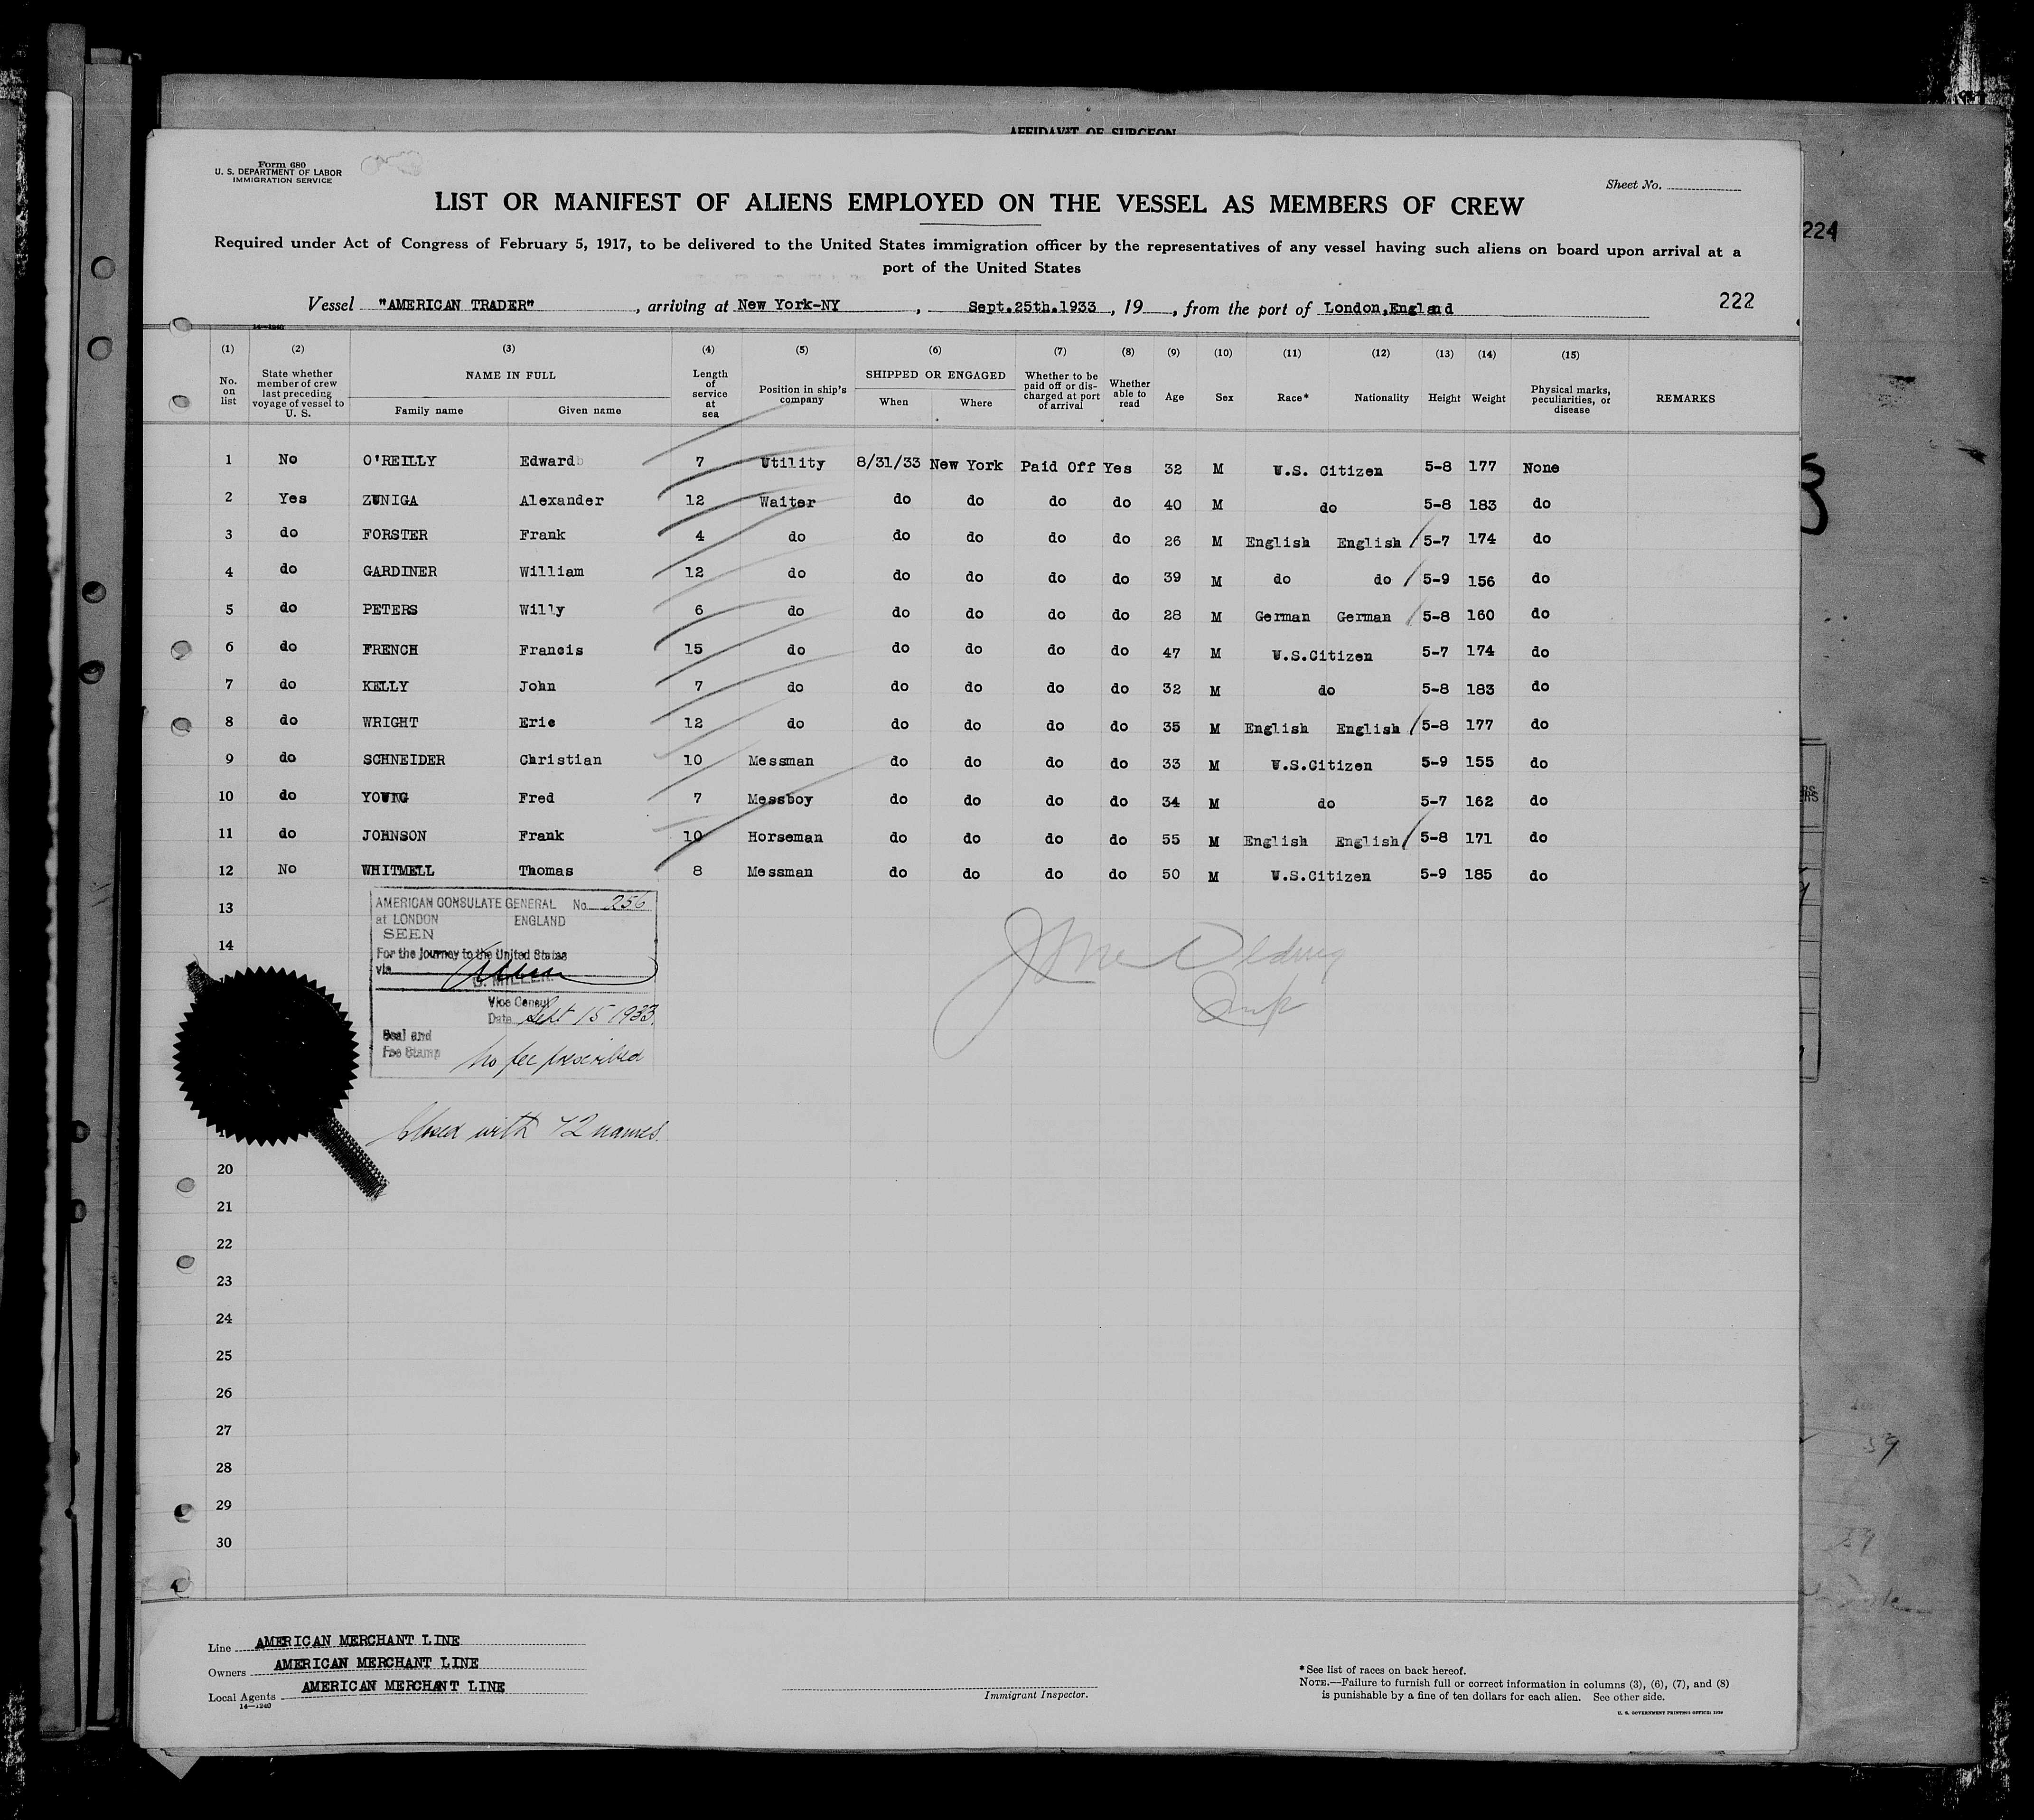 AFFIDAVIT OF SURGEON
Form 680
U. S. DEPARTMENT OF LABOR
IMMIGRATION SERVICE
Sheet No.
LIST OR MANIFEST OF ALIENS EMPLOYED ON THE VESSEL AS MEMBERS OF CREW
Required under Act of Congress of February 5, 1917, to be delivered to the United States immigration officer by the representatives of any vessel having such aliens on board upon arrival at a
port of the United States
224
Vessel "AMERICAN TRADER", arriving at New York-NY, Sept.25th.1933, 19, from the port of London,England 222
14-1240
(1) (2) (3) (4) (5) (6) (7) (8) (9) (10) (11) (12) (13) (14) (15)
No. on list State whether member of crew last preceding voyage of vessel to U. S. NAME IN FULL Family name Given name Length of service at sea Position in ship's company SHIPPED OR ENGAGED When Where Whether to be paid off or discharged at port of arrival Whether able to read Age Sex Race* Nationality Height Weight Physical marks, peculiarities, or disease REMARKS
1 No O'REILLY Edward 7 Utility 8/31/33 New York Paid Off Yes 32 M U.S. Citizen 5-8 177 None
2 Yes ZUNIGA Alexander 12 Waiter do do do do 40 M do 5-8 183 do
3 do FORSTER Frank 4 do do do do do 26 M English English 5-7 174 do
4 do GARDINER William 12 do do do do do 39 M do do 5-9 156 do
5 do PETERS Willy 6 do do do do do 28 M German German 5-8 160 do
6 do FRENCH Francis 15 do do do do do 47 M U.S.Citizen 5-7 174 do
7 do KELLY John 7 do do do do do 32 M do 5-8 183 do
8 do WRIGHT Eric 12 do do do do do 35 M English English 5-8 177 do
9 do SCHNEIDER Christian 10 Messman do do do do 33 M U.S.Citizen 5-9 155 do
10 do YOUNG Fred 7 Messboy do do do do 34 M do 5-7 162 do
11 do JOHNSON Frank 10 Horseman do do do do 55 M English English 5-8 171 do
12 No WHITMELL Thomas 8 Messman do do do do 50 M U.S.Citizen 5-9 185 do
13
AMERICAN CONSULATE GENERAL No. 256
at LONDON ENGLAND
SEEN
14
For the journey to the United States
via
MILLER
Vice Consul
Date Sept 15 1933.
Seal and
Fee Stamp No fee prescribed
Closed with 72 names.
20
21
22
23
24
25
26
27
28
29
30
Line AMERICAN MERCHANT LINE
Owners AMERICAN MERCHANT LINE
Local Agents AMERICAN MERCHANT LINE
14-1240
Immigrant Inspector.
*See list of races on back hereof.
NOTE.—Failure to furnish full or correct information in columns (3), (6), (7), and (8)
is punishable by a fine of ten dollars for each alien. See other side.